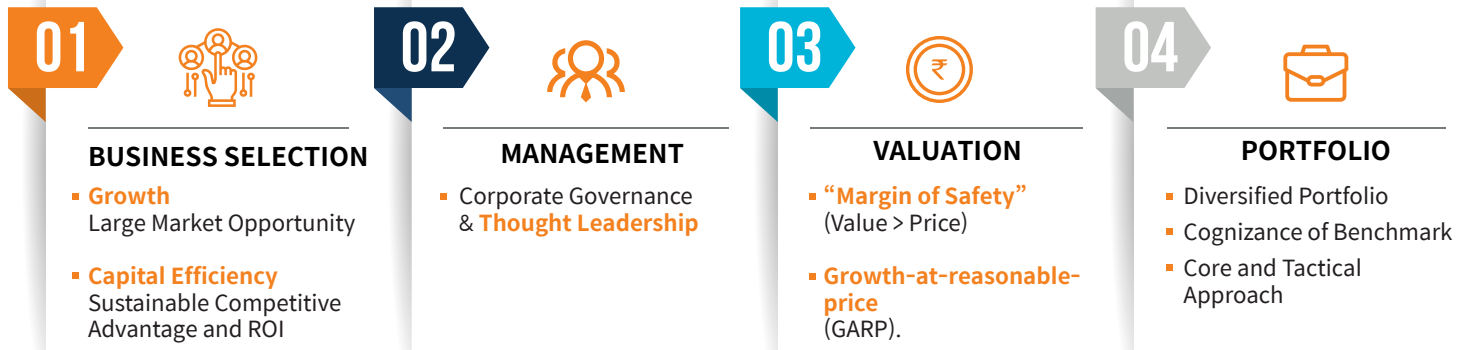 01
BUSINESS SELECTION
Growth
Large Market Opportunity
Capital Efficiency
Sustainable Competitive
Advantage and ROI
02
MANAGEMENT
Corporate Governance
& Thought Leadership
03
₹
VALUATION
“Margin of Safety”
(Value > Price)
Growth-at-reasonable-
price
(GARP).
04
PORTFOLIO
Diversified Portfolio
Cognizance of Benchmark
Core and Tactical
Approach